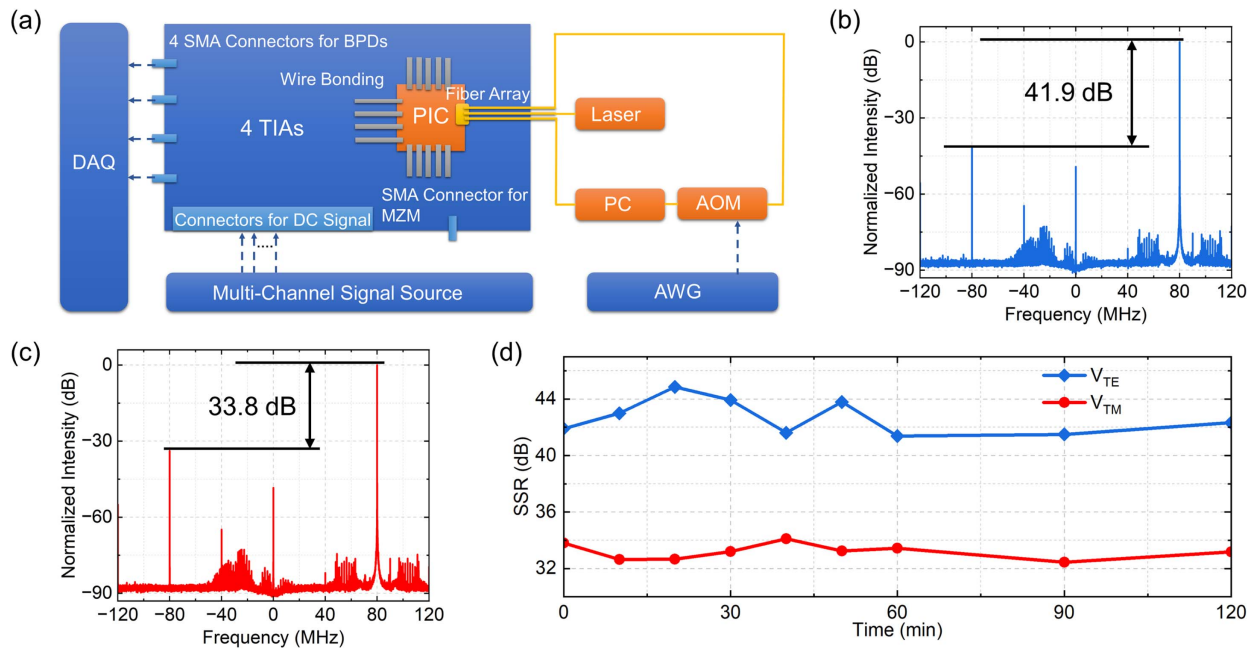 (a)
4 SMA Connectors for BPDs
Wire Bonding
Fiber Array
PIC
4 TIAs
DAQ
Laser
SMA Connector for
MZM
PC
AOM
Connectors for DC Signal
.....
Multi-Channel Signal Source
AWG
(b)
Normalized Intensity (dB)
0
−30
−60
−90
41.9 dB
−120 −80 −40 0 40 80 120
Frequency (MHz)
(c)
Normalized Intensity (dB)
0
−30
−60
−90
33.8 dB
−120 −80 −40 0 40 80 120
Frequency (MHz)
(d)
SSR (dB)
44
40
36
32
VTE
VTM
0 30 60 90 120
Time (min)